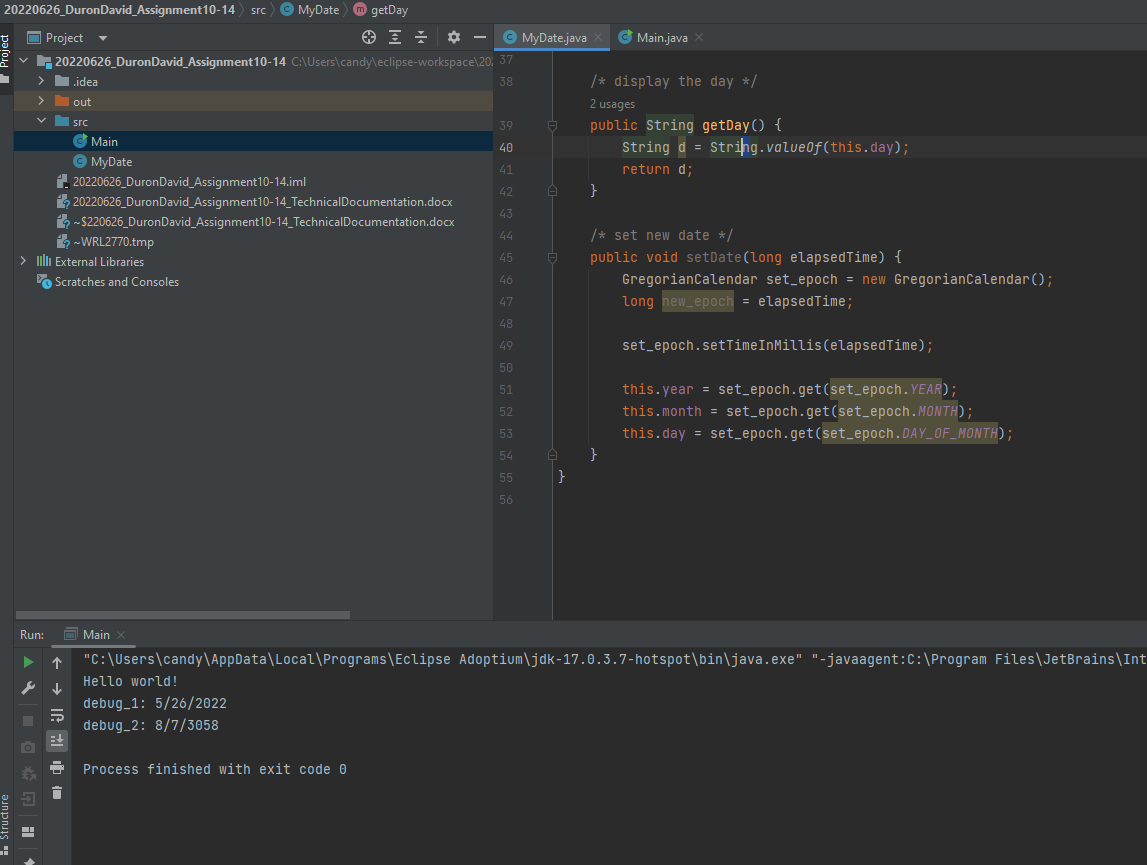 20220626_DuronDavid_Assignment10-14 src MyDate getDay
Project
Project
MyDate.java
Main.java
20220626_DuronDavid_Assignment10-14 C:\Users\candy\eclipse-workspace\202
.idea
out
src
Main
MyDate
20220626_DuronDavid_Assignment10-14.iml
20220626_DuronDavid_Assignment10-14_TechnicalDocumentation.docx
~$220626_DuronDavid_Assignment10-14_TechnicalDocumentation.docx
~WRL2770.tmp
External Libraries
Scratches and Consoles
37
38 /* display the day */
2 usages
39 public String getDay() {
40 String d = String.valueOf(this.day);
41 return d;
42 }
43
44 /* set new date */
45 public void setDate(long elapsedTime) {
46 GregorianCalendar set_epoch = new GregorianCalendar();
47 long new_epoch = elapsedTime;
48
49 set_epoch.setTimeInMillis(elapsedTime);
50
51 this.year = set_epoch.get(set_epoch.YEAR);
52 this.month = set_epoch.get(set_epoch.MONTH);
53 this.day = set_epoch.get(set_epoch.DAY_OF_MONTH);
54 }
55 }
56
Run: Main
"C:\Users\candy\AppData\Local\Programs\Eclipse Adoptium\jdk-17.0.3.7-hotspot\bin\java.exe" "-javaagent:C:\Program Files\JetBrains\Int
Hello world!
debug_1: 5/26/2022
debug_2: 8/7/3058
Process finished with exit code 0
Structure